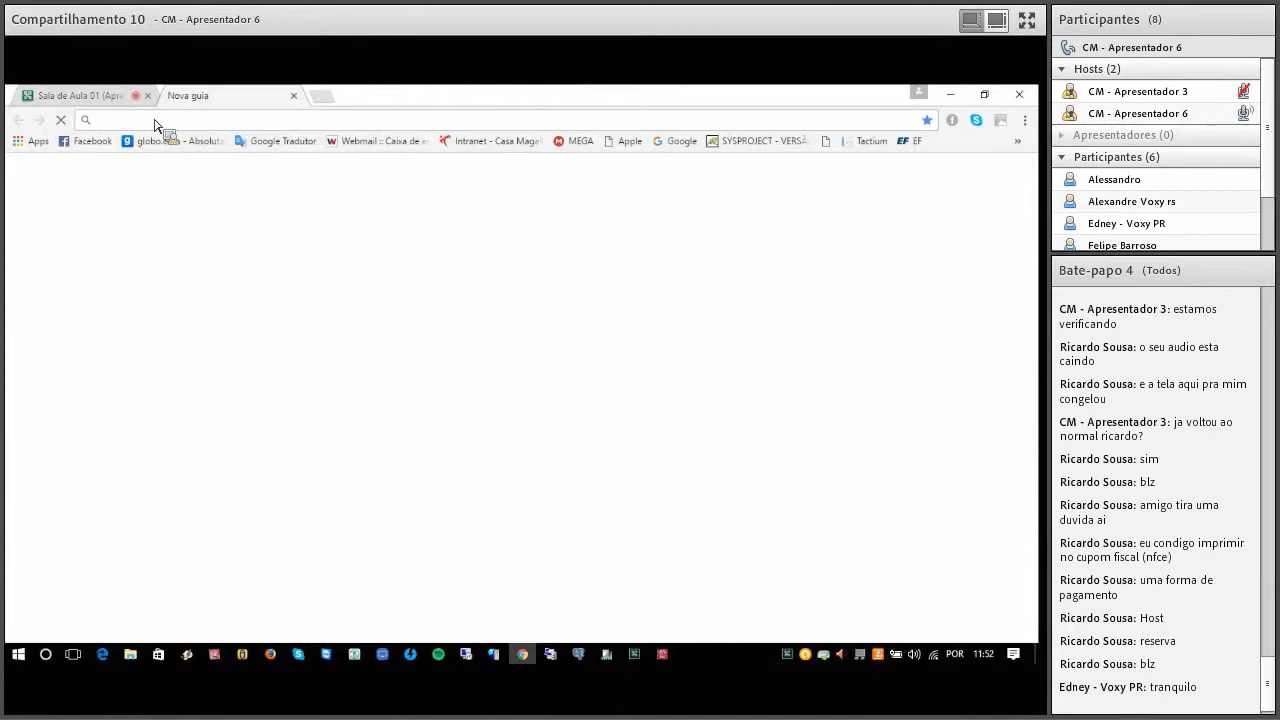 Compartilhamento 10 - CM - Apresentador 6
Sala de Aula 01 (Apre
Nova guia
Apps Facebook globo. - Absolut Google Tradutor Webmail :: Caixa de e Intranet - Casa Maga MEGA Apple Google SYSPROJECT - VERSÃ Tactium EF EF »
POR 11:52
Participantes (8)
CM - Apresentador 6
Hosts (2)
CM - Apresentador 3
CM - Apresentador 6
Apresentadores (0)
Participantes (6)
Alessandro
Alexandre Voxy rs
Edney - Voxy PR
Felipe Barroso
Bate-papo 4 (Todos)
CM - Apresentador 3: estamos
verificando
Ricardo Sousa: o seu audio esta
caindo
Ricardo Sousa: e a tela aqui pra mim
congelou
CM - Apresentador 3: ja voltou ao
normal ricardo?
Ricardo Sousa: sim
Ricardo Sousa: blz
Ricardo Sousa: amigo tira uma
duvida ai
Ricardo Sousa: eu condigo imprimir
no cupom fiscal (nfce)
Ricardo Sousa: uma forma de
pagamento
Ricardo Sousa: Host
Ricardo Sousa: reserva
Ricardo Sousa: blz
Edney - Voxy PR: tranquilo